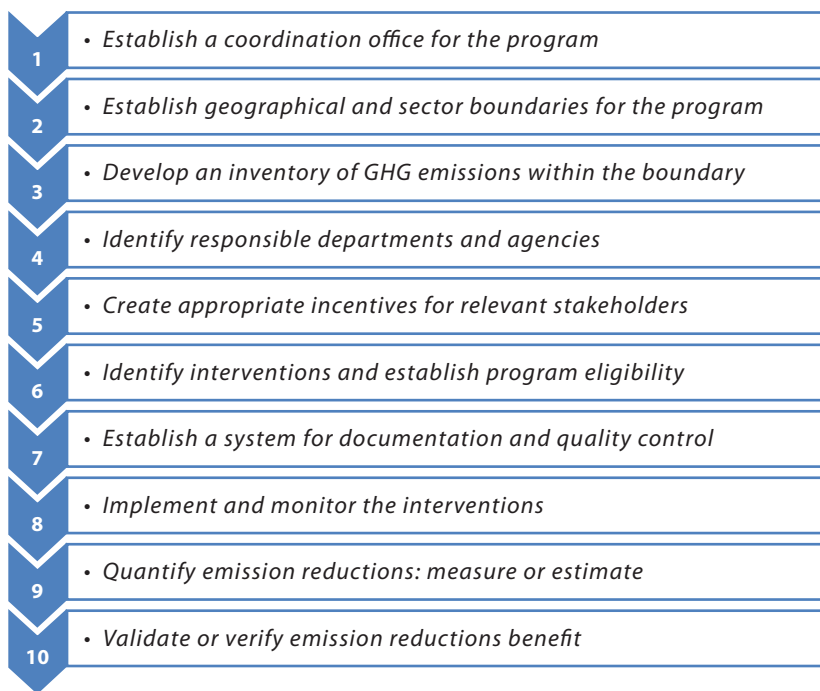 1
• Establish a coordination office for the program
2
• Establish geographical and sector boundaries for the program
3
• Develop an inventory of GHG emissions within the boundary
4
• Identify responsible departments and agencies
5
• Create appropriate incentives for relevant stakeholders
6
• Identify interventions and establish program eligibility
7
• Establish a system for documentation and quality control
8
• Implement and monitor the interventions
9
• Quantify emission reductions: measure or estimate
10
• Validate or verify emission reductions benefit